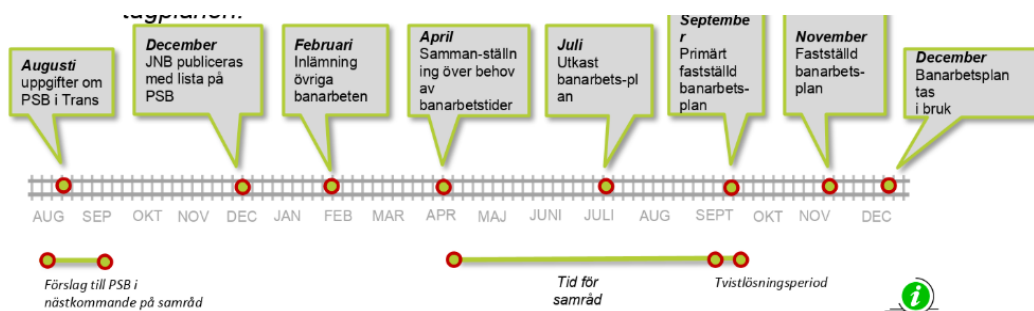 tågplanen.
Augusti
uppgifter om
PSB i Trans
December
JNB publiceras
med lista på
PSB
Februari
Inlämning
övriga
banarbeten
April
Samman-ställn
ing över behov
av
banarbetstider
Juli
Utkast
banarbets-pl
an
Septembe
r
Primärt
fastställd
banarbets-
plan
November
Fastställd
banarbets-
plan
December
Banarbetsplan
tas
i bruk
AUG SEP OKT NOV DEC JAN FEB MAR APR MAJ JUNI JULI AUG SEPT OKT NOV DEC
Förslag till PSB i
nästkommande på samråd
Tid för
samråd
Tvistlösningsperiod
i